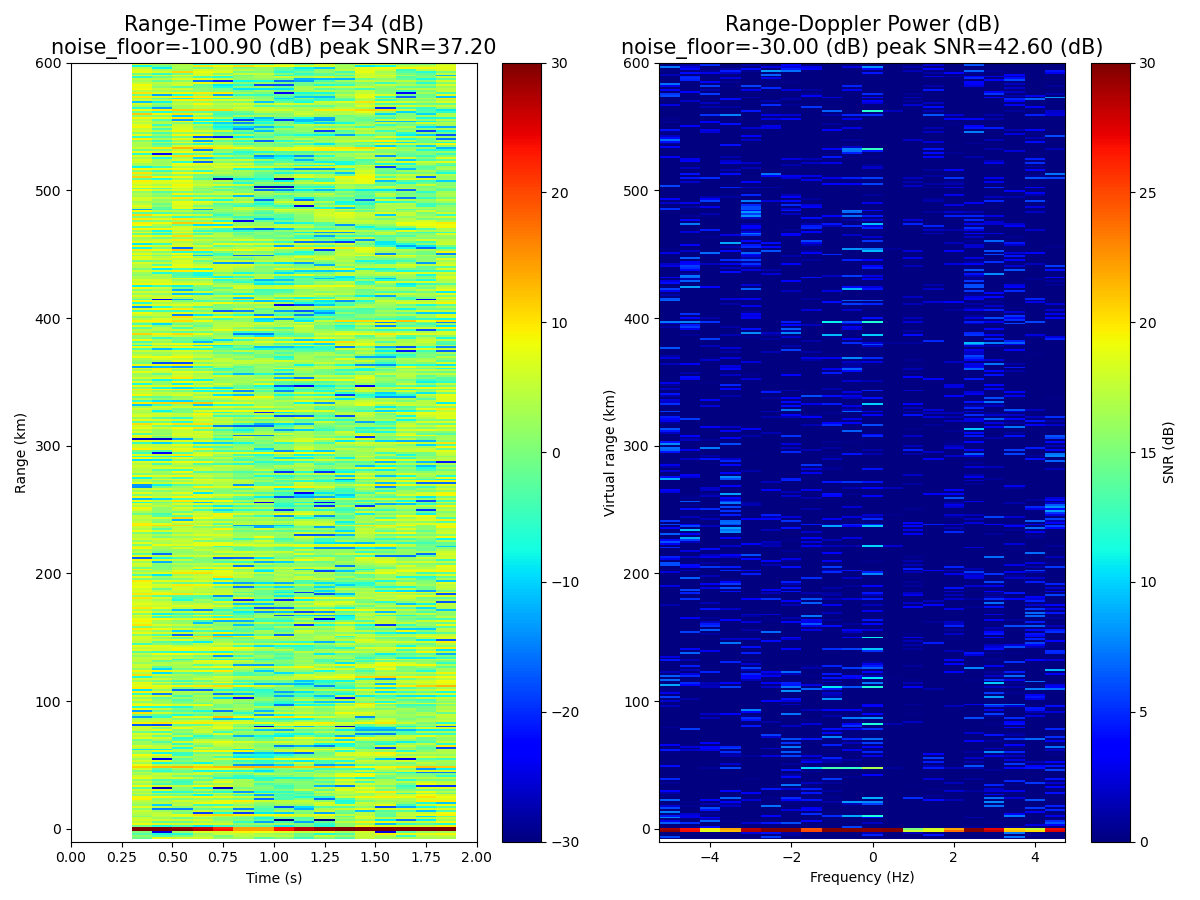 Range-Time Power f=34 (dB)
noise_floor=-100.90 (dB) peak SNR=37.20
600
500
400
300
200
100
0
Range (km)
0.00 0.25 0.50 0.75 1.00 1.25 1.50 1.75 2.00
Time (s)
30
20
10
0
−10
−20
−30
Range-Doppler Power (dB)
noise_floor=-30.00 (dB) peak SNR=42.60 (dB)
600
500
400
300
200
100
0
Virtual range (km)
−4 −2 0 2 4
Frequency (Hz)
30
25
20
15
10
5
0
SNR (dB)